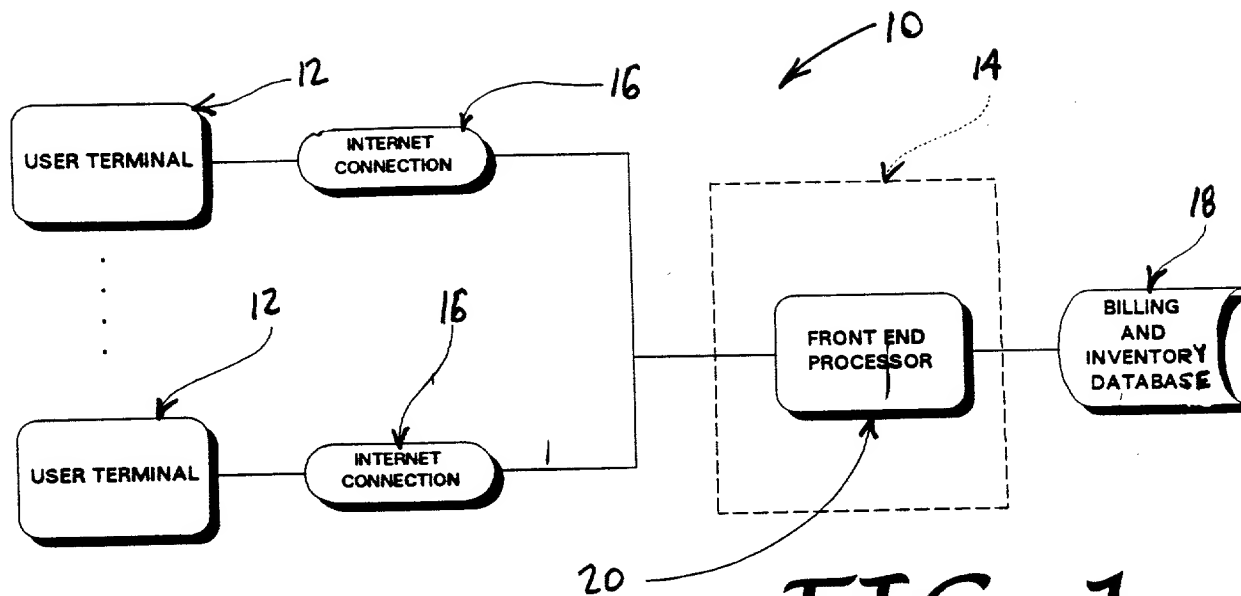 10
12
16
14
USER TERMINAL
INTERNET
CONNECTION
18
12
16
BILLING
AND
INVENTORY
DATABASE
FRONT END
PROCESSOR
USER TERMINAL
INTERNET
CONNECTION
20
FIG. 1